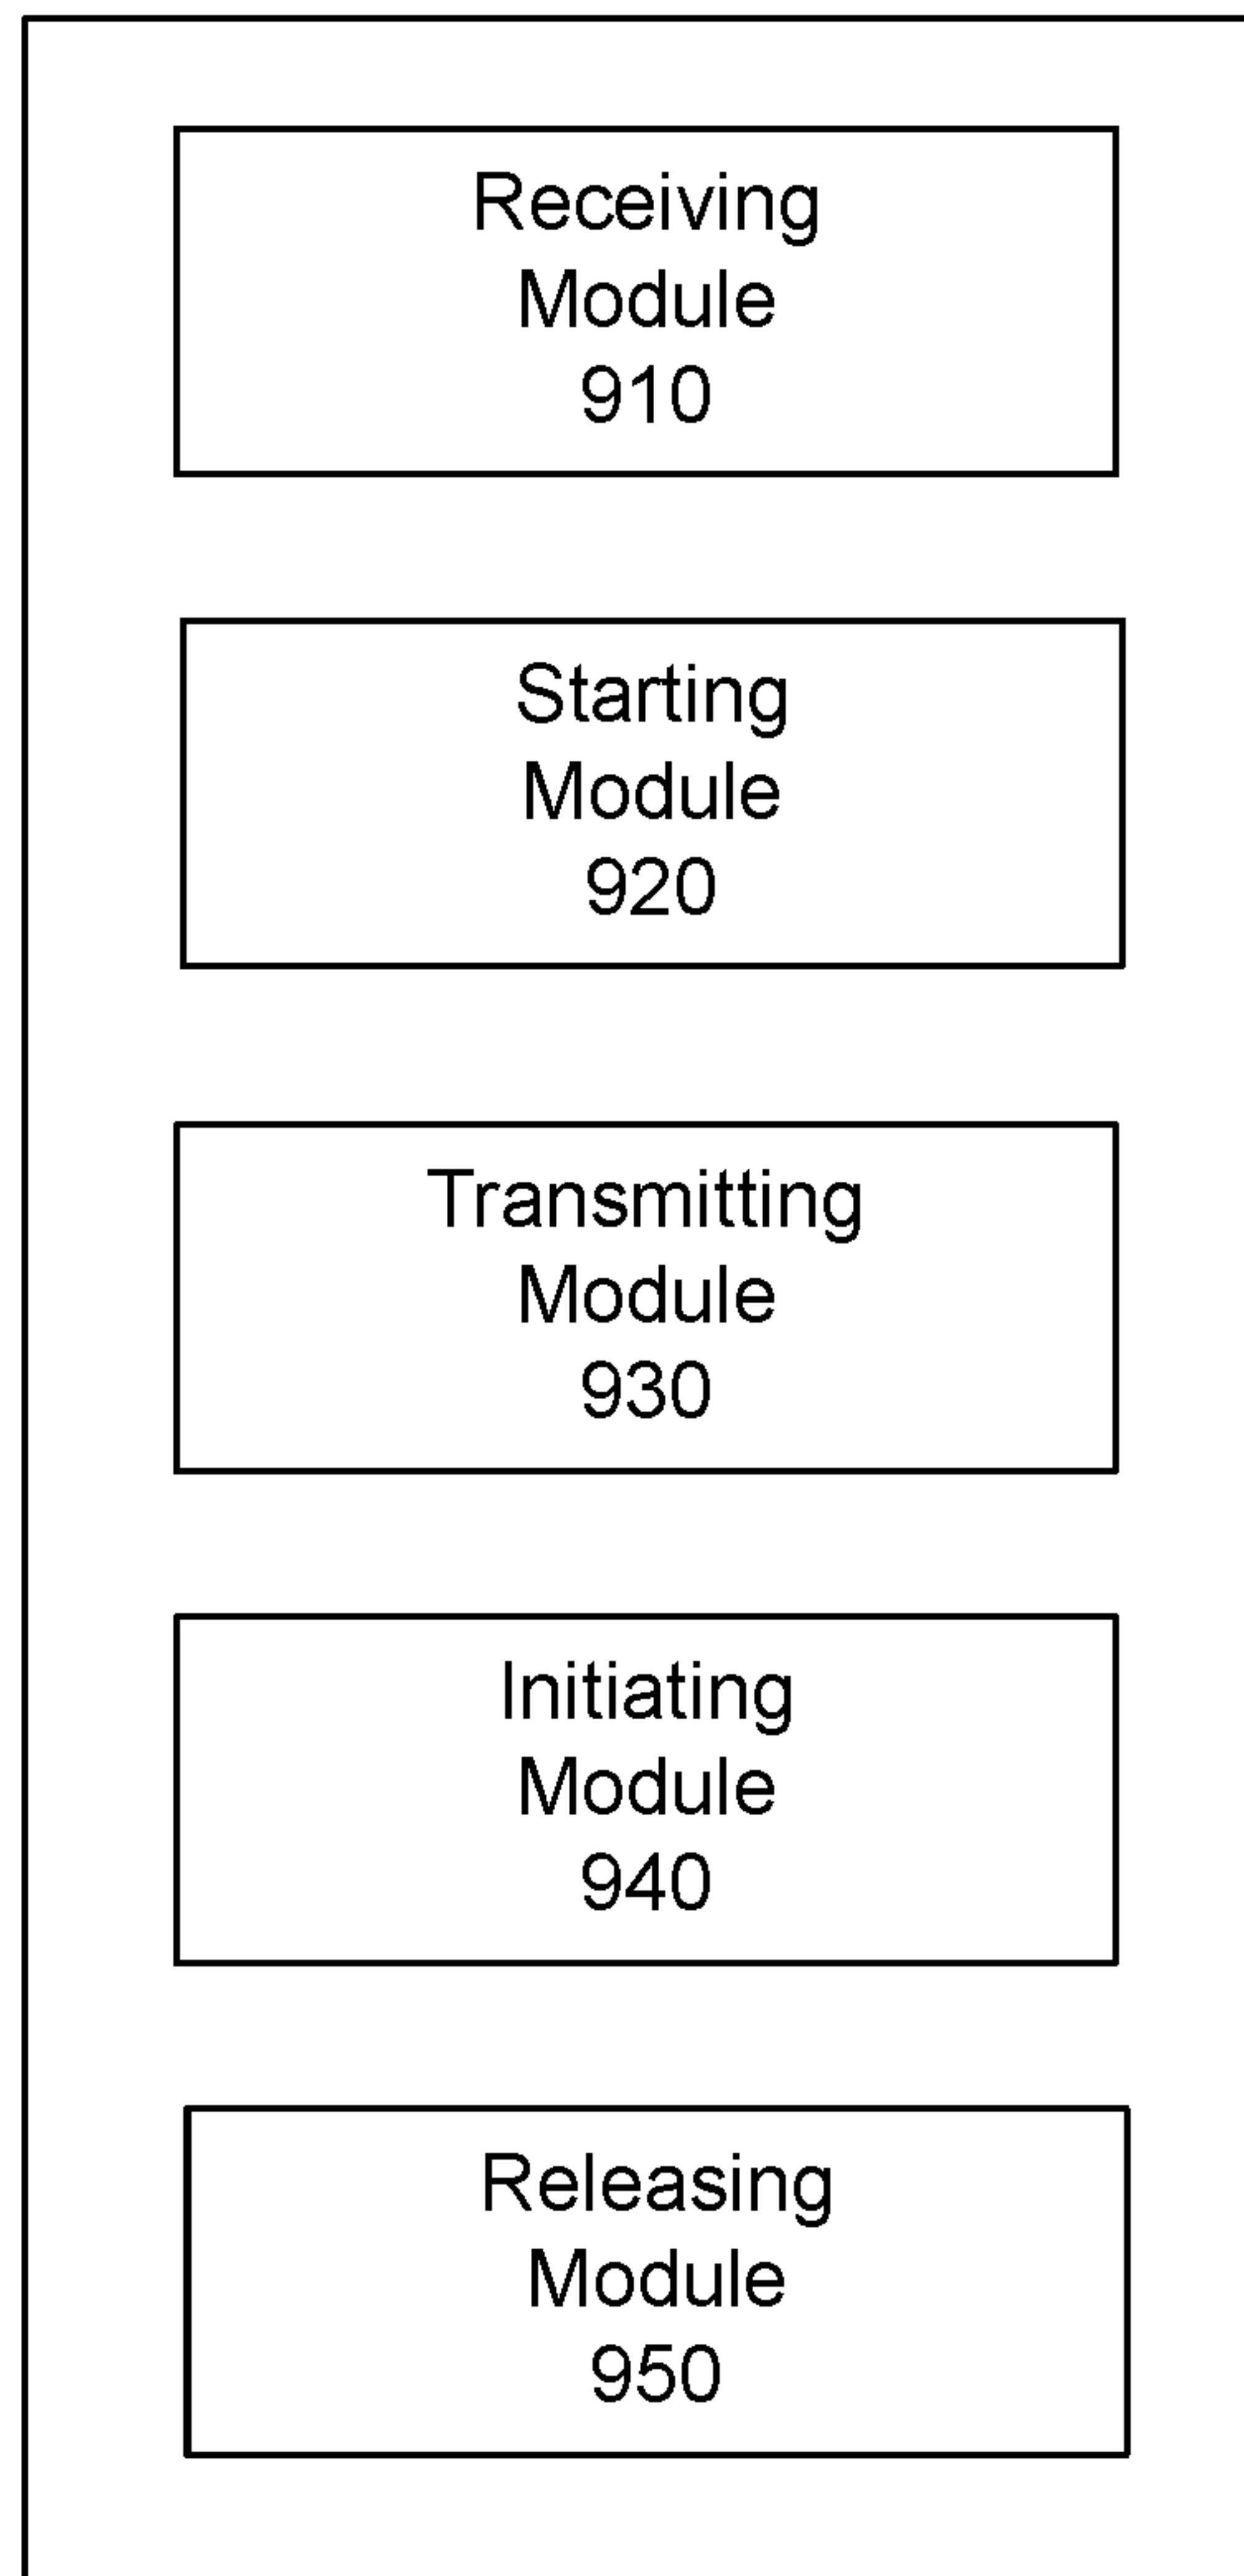 Receiving
Module
910
Starting
Module
920
Transmitting
Module
930
Initiating
Module
940
Releasing
Module
950